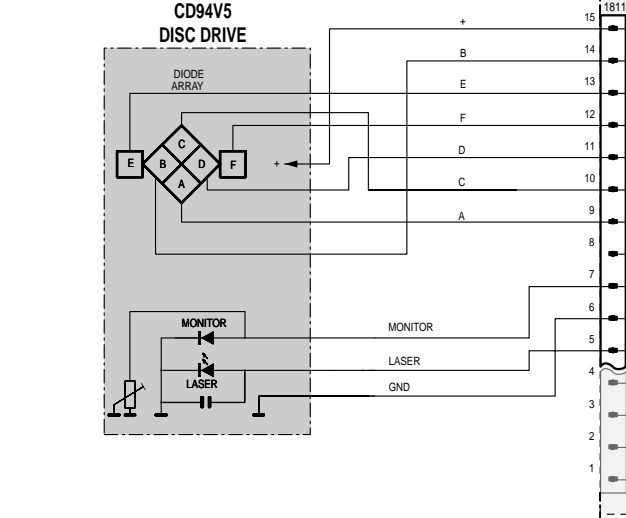 CD94V5
DISC DRIVE
1811
DIODE
ARRAY
+
15
B
14
E
13
F
12
D
11
C
10
A
9
8
7
6
5
4
3
2
1
E
C
B
D
A
F
+
MONITOR
MONITOR
LASER
LASER
GND